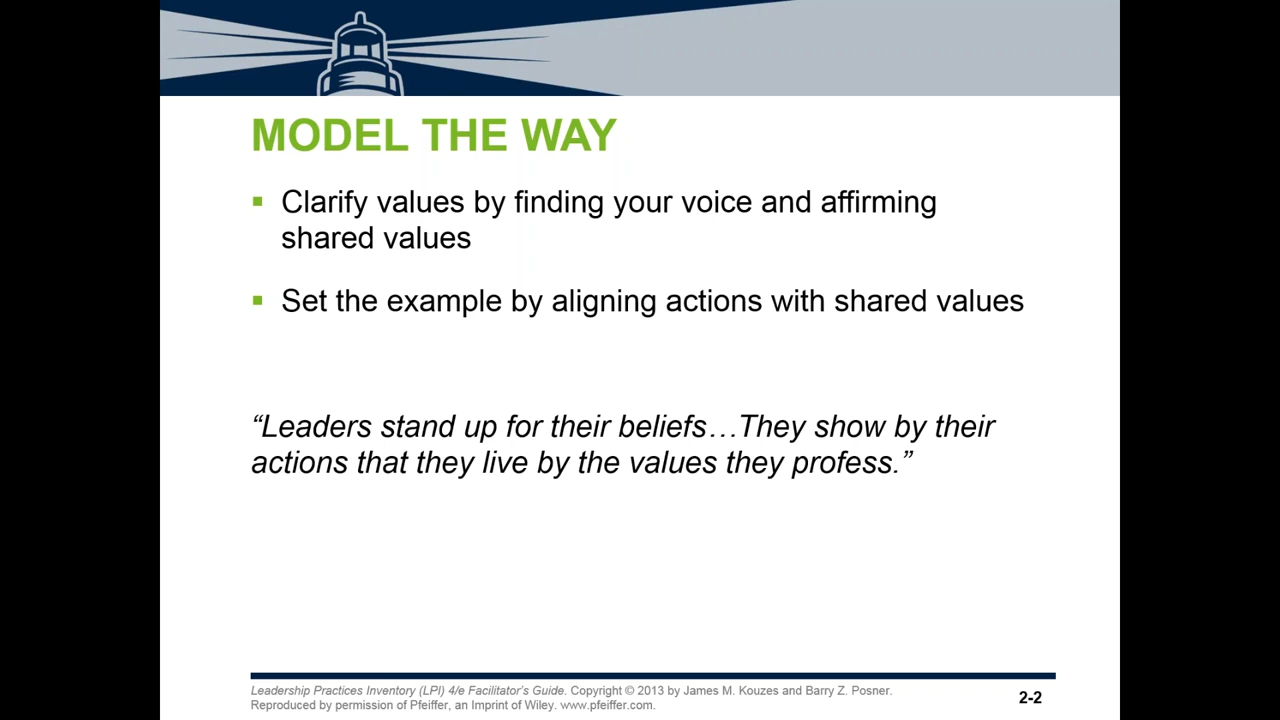 MODEL THE WAY
Clarify values by finding your voice and affirming
shared values
Set the example by aligning actions with shared values
“Leaders stand up for their beliefs…They show by their
actions that they live by the values they profess.”
Leadership Practices Inventory (LPI) 4/e Facilitator’s Guide. Copyright © 2013 by James M. Kouzes and Barry Z. Posner.
Reproduced by permission of Pfeiffer, an Imprint of Wiley. www.pfeiffer.com.
2-2